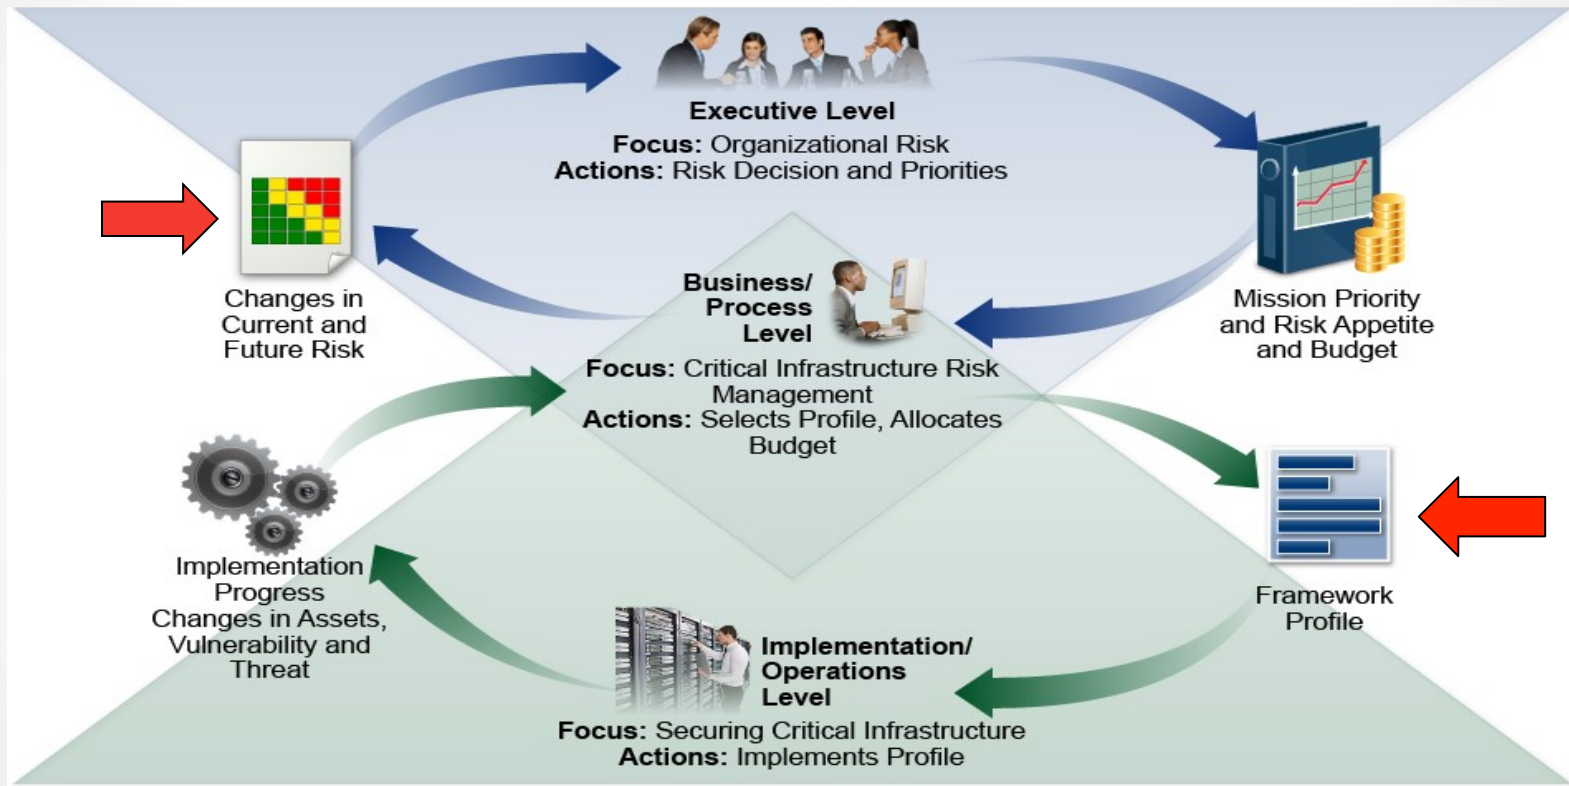 Executive Level
Focus: Organizational Risk
Actions: Risk Decision and Priorities
Changes in
Current and
Future Risk
Mission Priority
and Risk Appetite
and Budget
Business/
Process
Level
Focus: Critical Infrastructure Risk
Management
Actions: Selects Profile, Allocates
Budget
Implementation
Progress
Changes in Assets,
Vulnerability and
Threat
Framework
Profile
Implementation/
Operations
Level
Focus: Securing Critical Infrastructure
Actions: Implements Profile